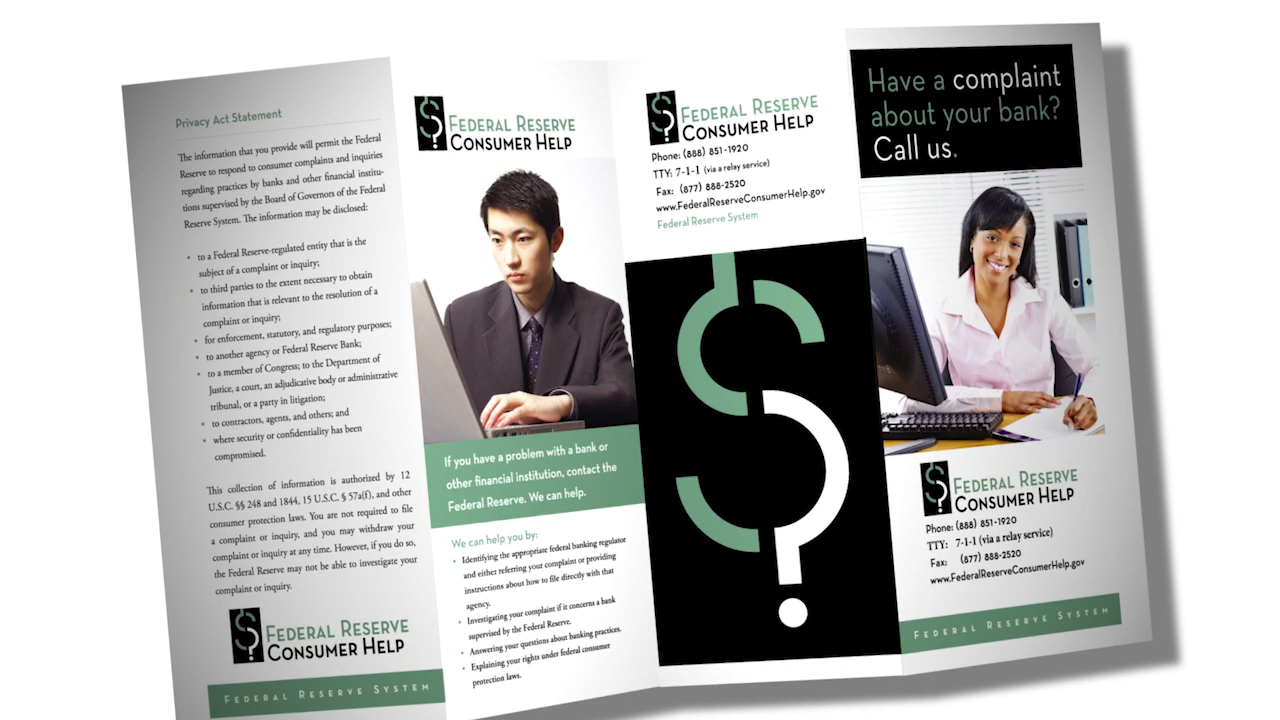 Privacy Act Statement
The information that you provide will permit the Federal
Reserve to respond to consumer complaints and inquiries
regarding practices by banks and other financial institu-
tions supervised by the Board of Governors of the Federal
Reserve System. The information may be disclosed:
• to a Federal Reserve-regulated entity that is the
subject of a complaint or inquiry;
• to third parties to the extent necessary to obtain
information that is relevant to the resolution of a
complaint or inquiry;
• for enforcement, statutory, and regulatory purposes;
• to another agency or Federal Reserve Bank;
• to a member of Congress; to the Department of
Justice, a court, an adjudicative body or administrative
tribunal, or a party in litigation;
• to contractors, agents, and others; and
• where security or confidentiality has been
compromised.
This collection of information is authorized by 12
U.S.C. §§ 248 and 1844, 15 U.S.C. § 57a(f), and other
consumer protection laws. You are not required to file
a complaint or inquiry, and you may withdraw your
complaint or inquiry at any time. However, if you do so,
the Federal Reserve may not be able to investigate your
complaint or inquiry.
FEDERAL RESERVE
CONSUMER HELP
FEDERAL RESERVE SYSTEM
FEDERAL RESERVE
CONSUMER HELP
If you have a problem with a bank or
other financial institution, contact the
Federal Reserve. We can help.
We can help you by:
• Identifying the appropriate federal banking regulator
and either referring your complaint or providing
instructions about how to file directly with that
agency.
• Investigating your complaint if it concerns a bank
supervised by the Federal Reserve.
• Answering your questions about banking practices.
• Explaining your rights under federal consumer
protection laws.
FEDERAL RESERVE
CONSUMER HELP
Phone: (888) 851-1920
TTY: 7-1-1 (via a relay service)
Fax: (877) 888-2520
www.FederalReserveConsumerHelp.gov
Federal Reserve System
Have a complaint
about your bank?
Call us.
FEDERAL RESERVE
CONSUMER HELP
Phone: (888) 851-1920
TTY: 7-1-1 (via a relay service)
Fax: (877) 888-2520
www.FederalReserveConsumerHelp.gov
FEDERAL RESERVE SYSTEM